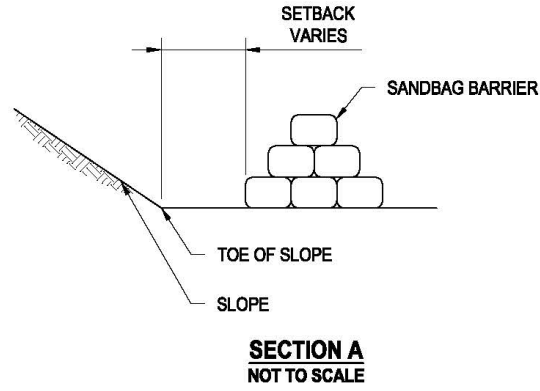 SETBACK
VARIES
SANDBAG BARRIER
TOE OF SLOPE
SLOPE
SECTION A
NOT TO SCALE